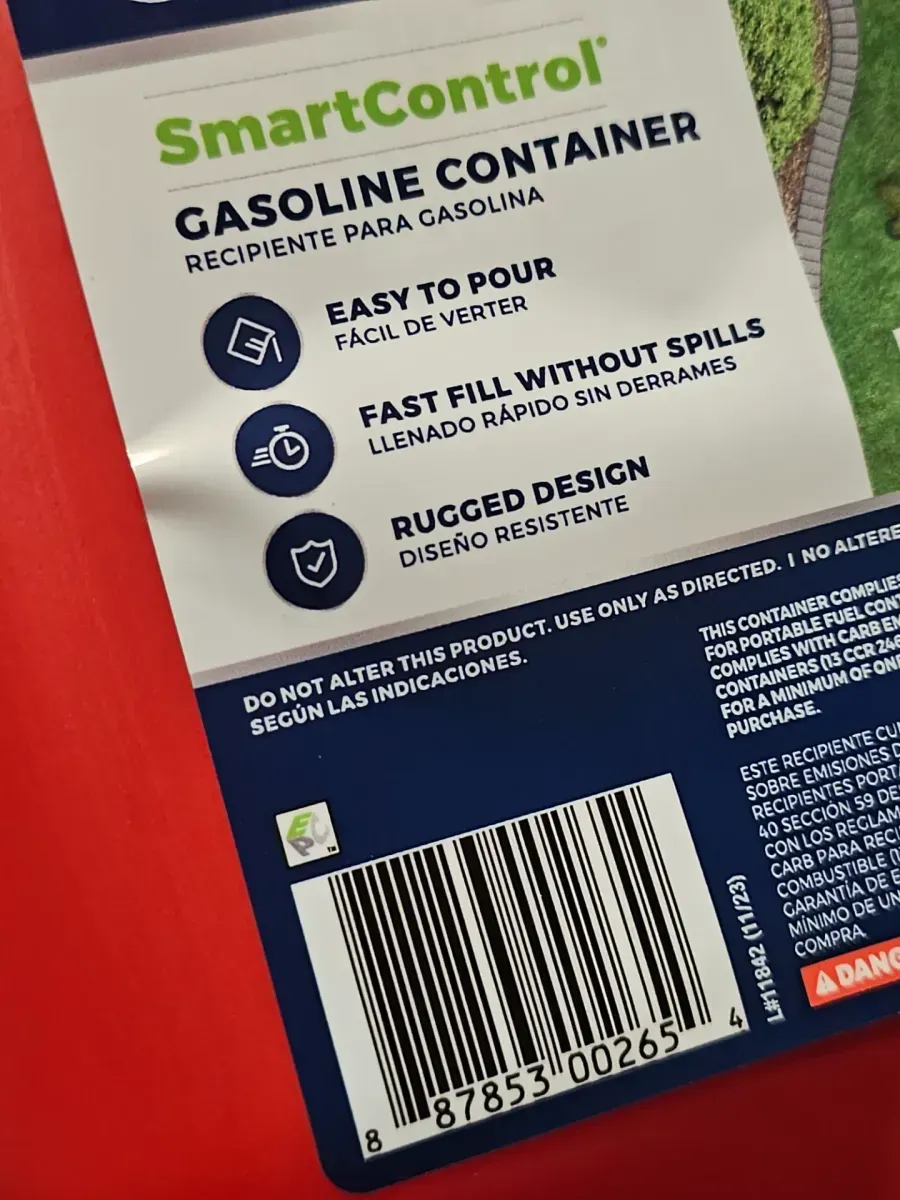 SmartControl®
GASOLINE CONTAINER
RECIPIENTE PARA GASOLINA
EASY TO POUR
FÁCIL DE VERTER
FAST FILL WITHOUT SPILLS
LLENADO RÁPIDO SIN DERRAMES
RUGGED DESIGN
DISEÑO RESISTENTE
DO NOT ALTER THIS PRODUCT. USE ONLY AS DIRECTED. | NO ALTERE
SEGÚN LAS INDICACIONES.
THIS CONTAINER COMPLIES
FOR PORTABLE FUEL CON
COMPLIES WITH CARB EM
CONTAINERS (13 CCR 246
FOR A MINIMUM OF ONE
PURCHASE.
ESTE RECIPIENTE CU
SOBRE EMISIONES D
RECIPIENTES PORTA
40 SECCIÓN 59 DE
CON LOS REGLAM
CARB PARA RECI
COMBUSTIBLE (1
GARANTÍA DE E
MÍNIMO DE UN
COMPRA.
DANG
EPC™
L#11842 (11/23)
8 87853 00265 4